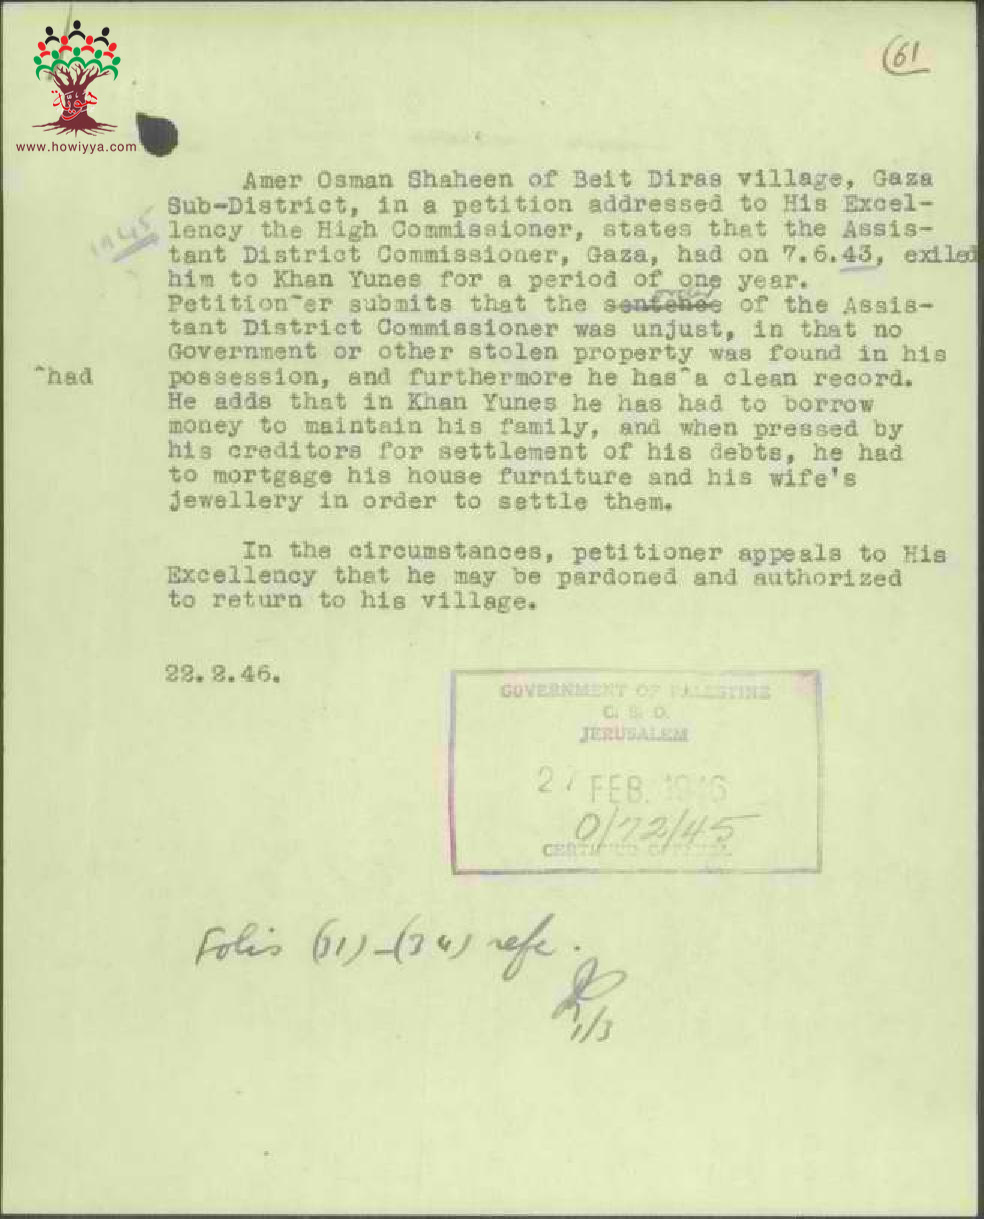 (61
هوية
www.howiyya.com
Amer Osman Shaheen of Beit Diras village, Gaza
Sub-District, in a petition addressed to His Excel-
1945
lency the High Commissioner, states that the Assis-
tant District Commissioner, Gaza, had on 7.6.43, exiled
him to Khan Yunes for a period of one year.
Petition~er submits that the sentence of the Assis-
tant District Commissioner was unjust, in that no
Government or other stolen property was found in his
^had possession, and furthermore he has^a clean record.
He adds that in Khan Yunes he has had to borrow
money to maintain his family, and when pressed by
his creditors for settlement of his debts, he had
to mortgage his house furniture and his wife's
jewellery in order to settle them.
In the circumstances, petitioner appeals to His
Excellency that he may be pardoned and authorized
to return to his village.
22.2.46.
GOVERNMENT OF PALESTINE
C. S. O.
JERUSALEM
27 FEB. 1946
0/72/45
Folis (31)-(34) refe.
1/3